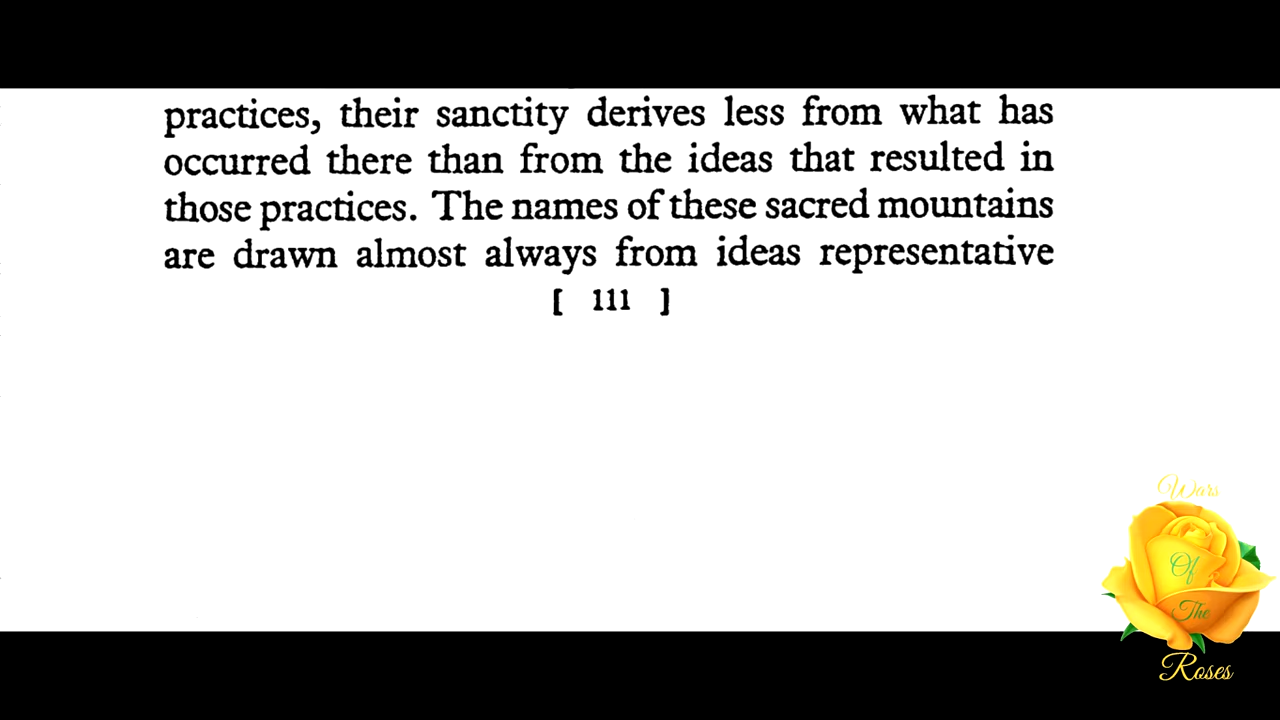 practices, their sanctity derives less from what has
occurred there than from the ideas that resulted in
those practices. The names of these sacred mountains
are drawn almost always from ideas representative
[ 111 ]
Wars
Of
The
Roses